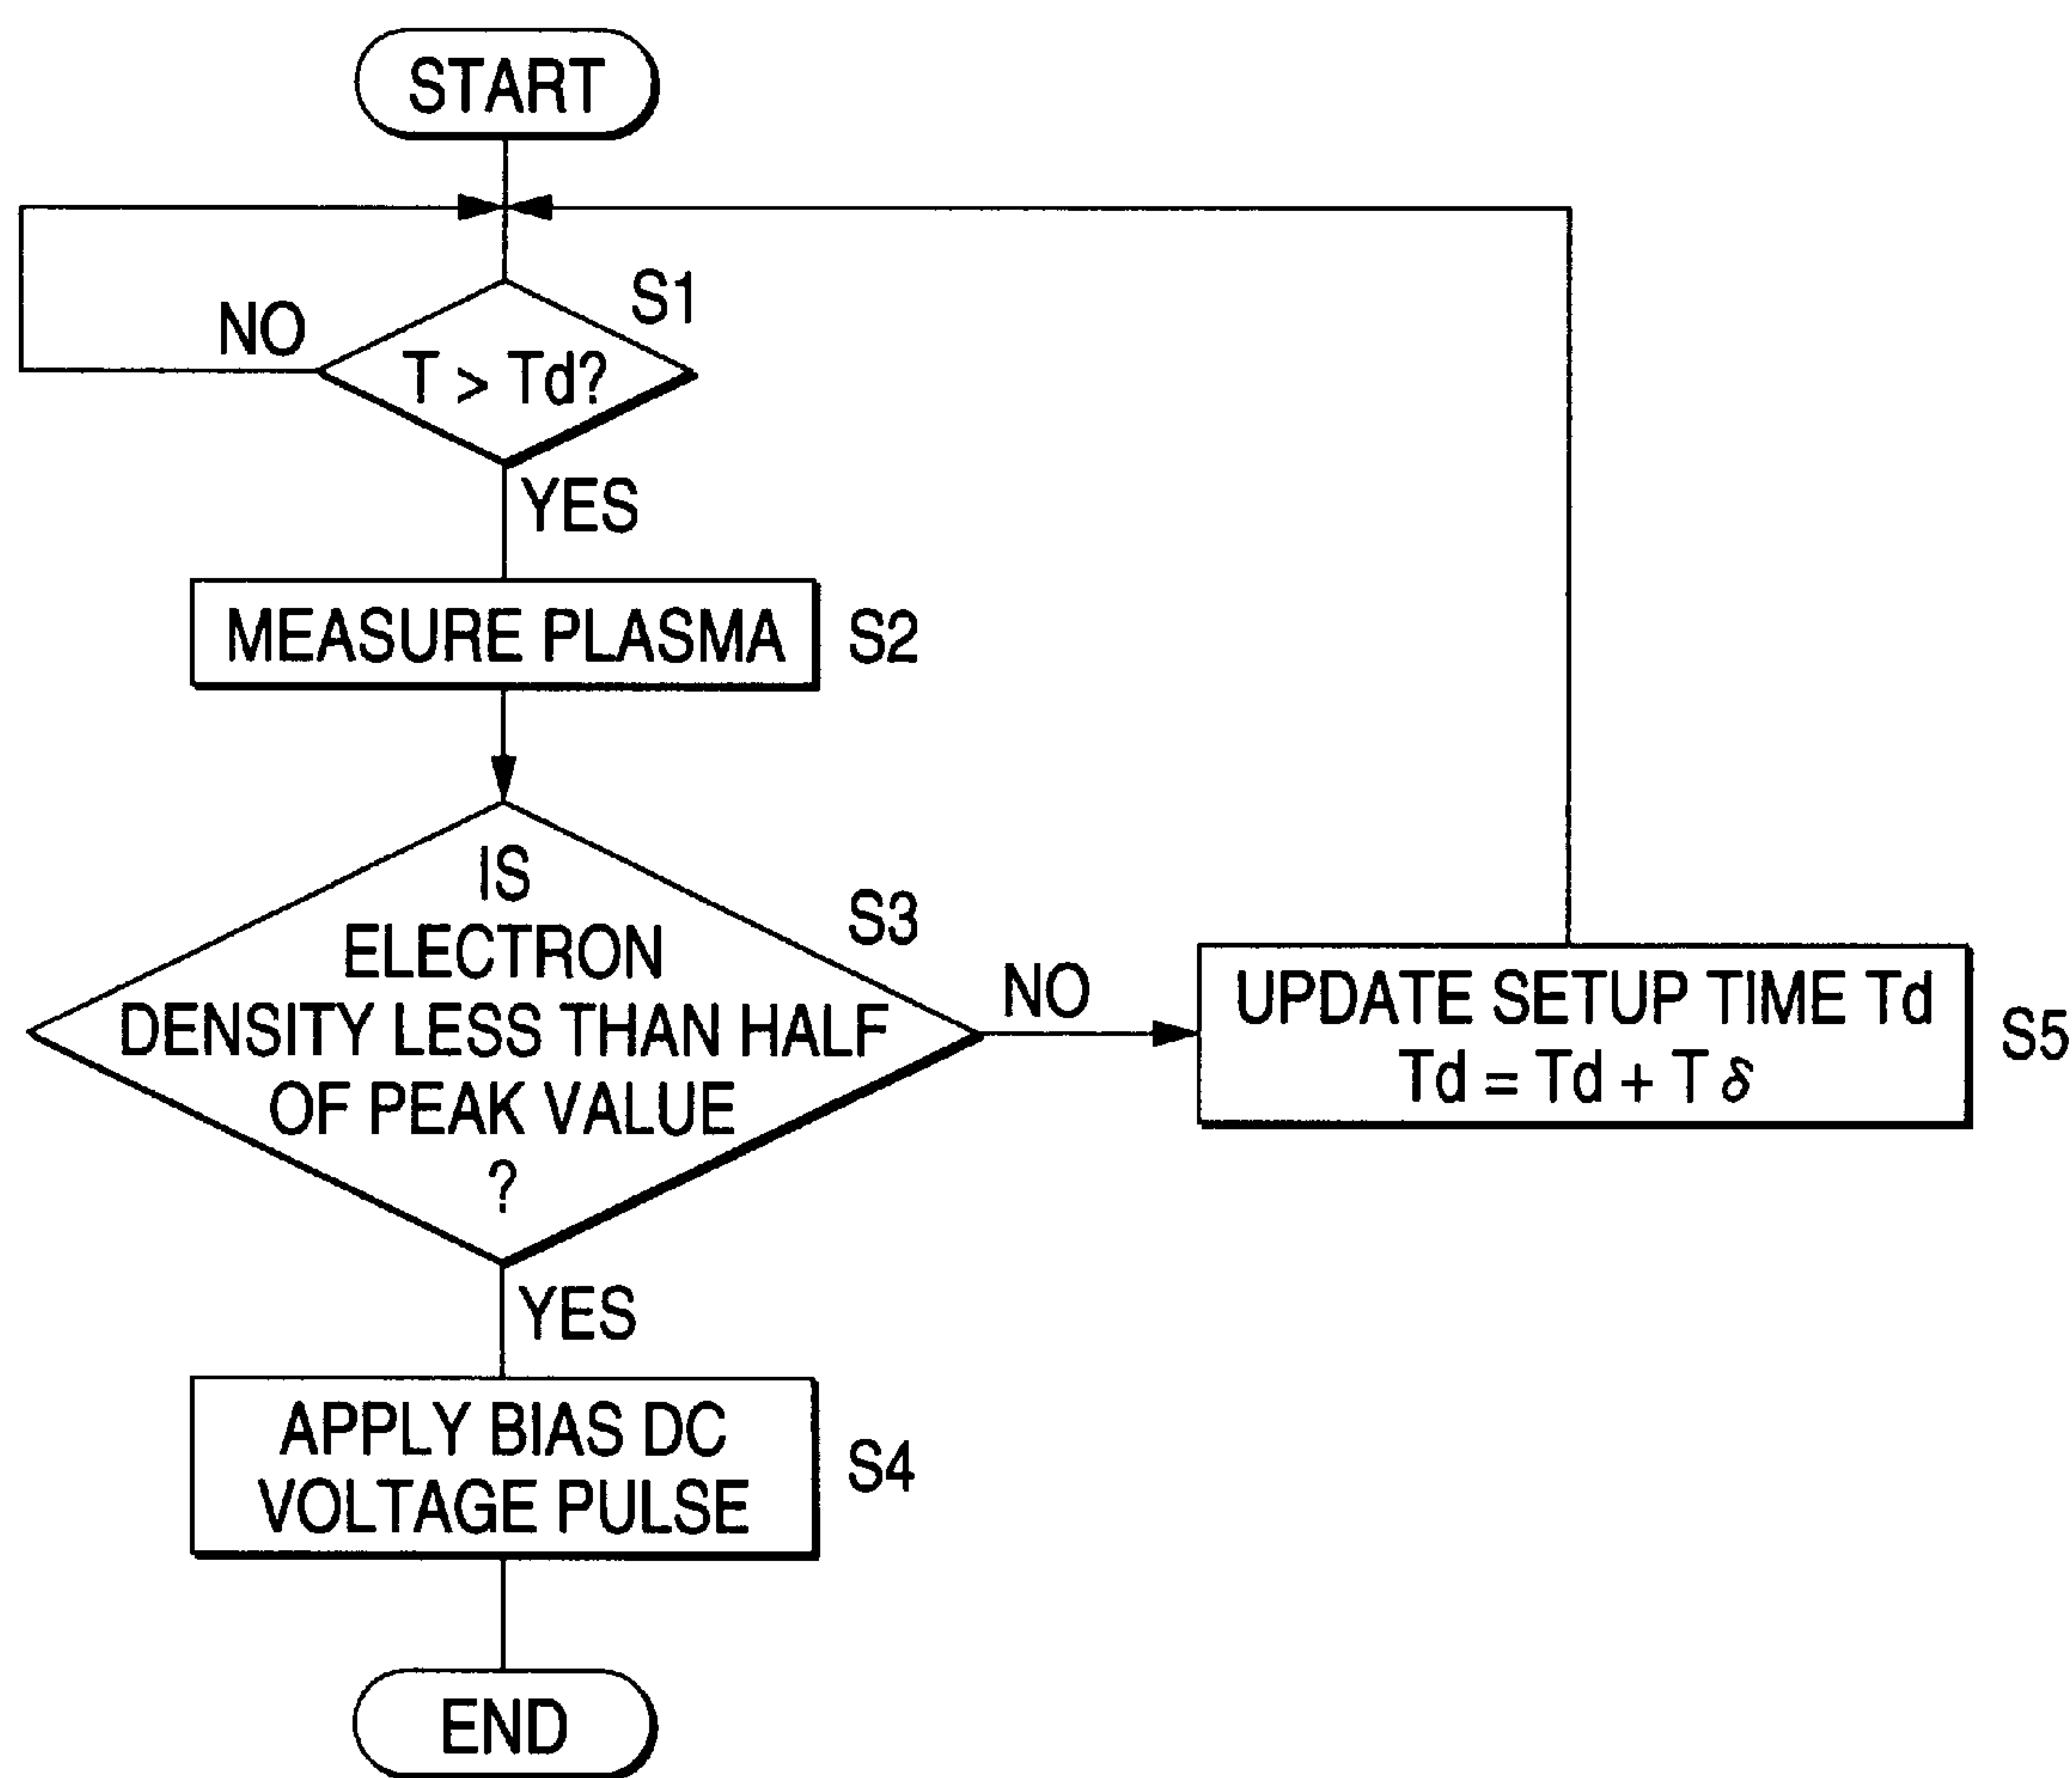 START
S1
NO
T > Td?
YES
MEASURE PLASMA
S2
IS
ELECTRON
DENSITY LESS THAN HALF
OF PEAK VALUE
?
S3
NO
UPDATE SETUP TIME Td
Td = Td + T δ
S5
YES
APPLY BIAS DC
VOLTAGE PULSE
S4
END